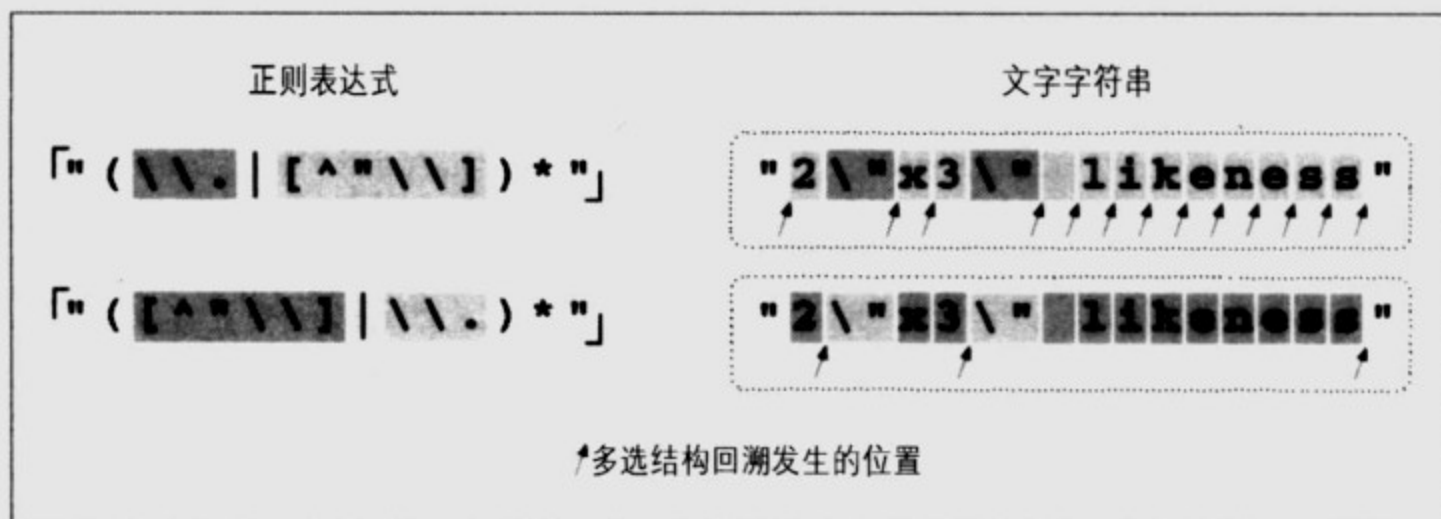 正则表达式 文字字符串
「"(\\.|[^"\\])*"」 "2\"x3\" likeness"
「"([^"\\]|\\.)*"」 "2\"x3\" likeness"
多选结构回溯发生的位置